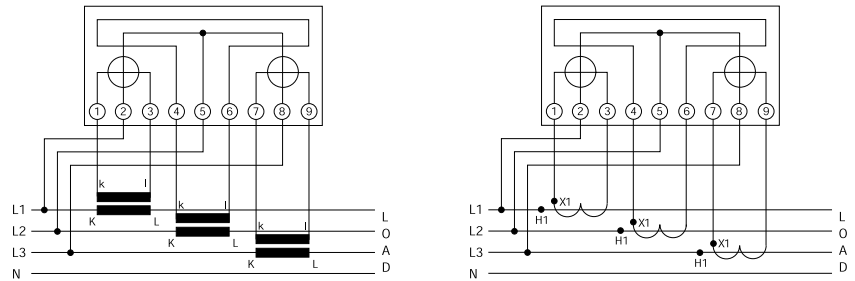 1 2 3 4 5 6 7 8 9
k l
L1 K L k l L
L2 K L k l O
L3 K L A
N D
1 2 3 4 5 6 7 8 9
L1 H1 X1 L
L2 H1 X1 O
L3 H1 X1 A
N D